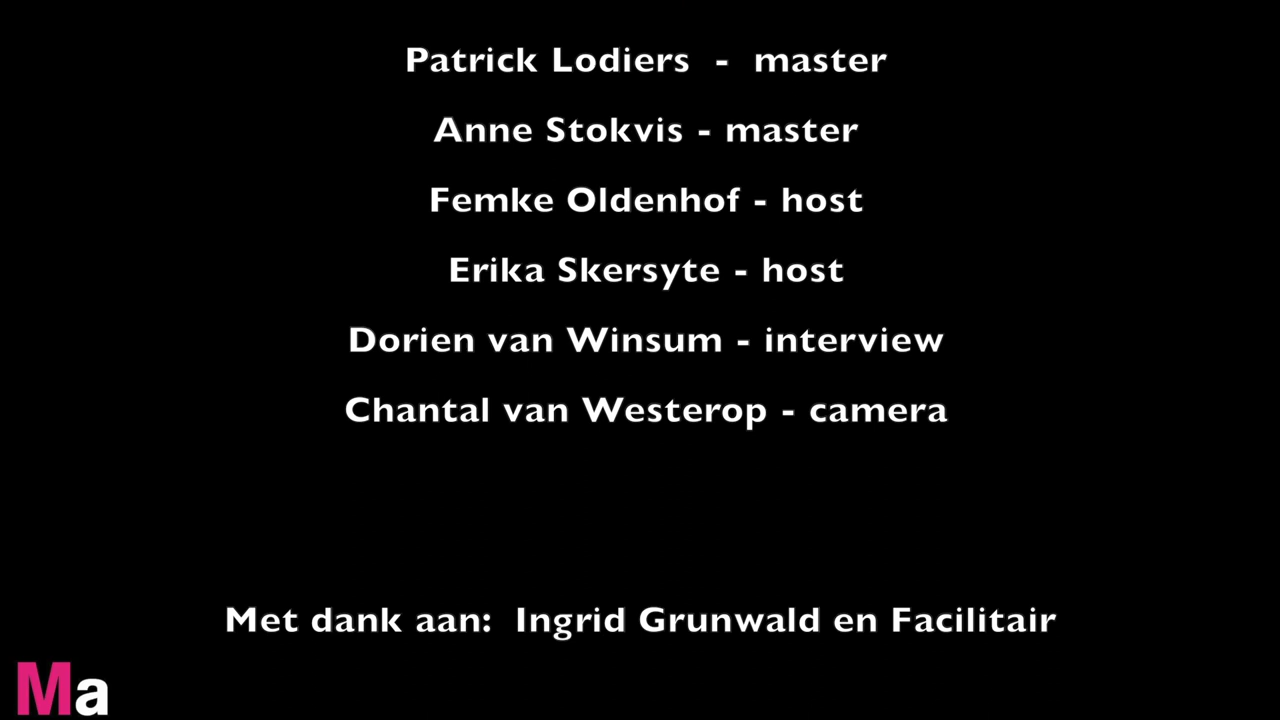 Patrick Lodiers - master
Anne Stokvis - master
Femke Oldenhof - host
Erika Skersyte - host
Dorien van Winsum - interview
Chantal van Westerop - camera
Met dank aan: Ingrid Grunwald en Facilitair
Ma